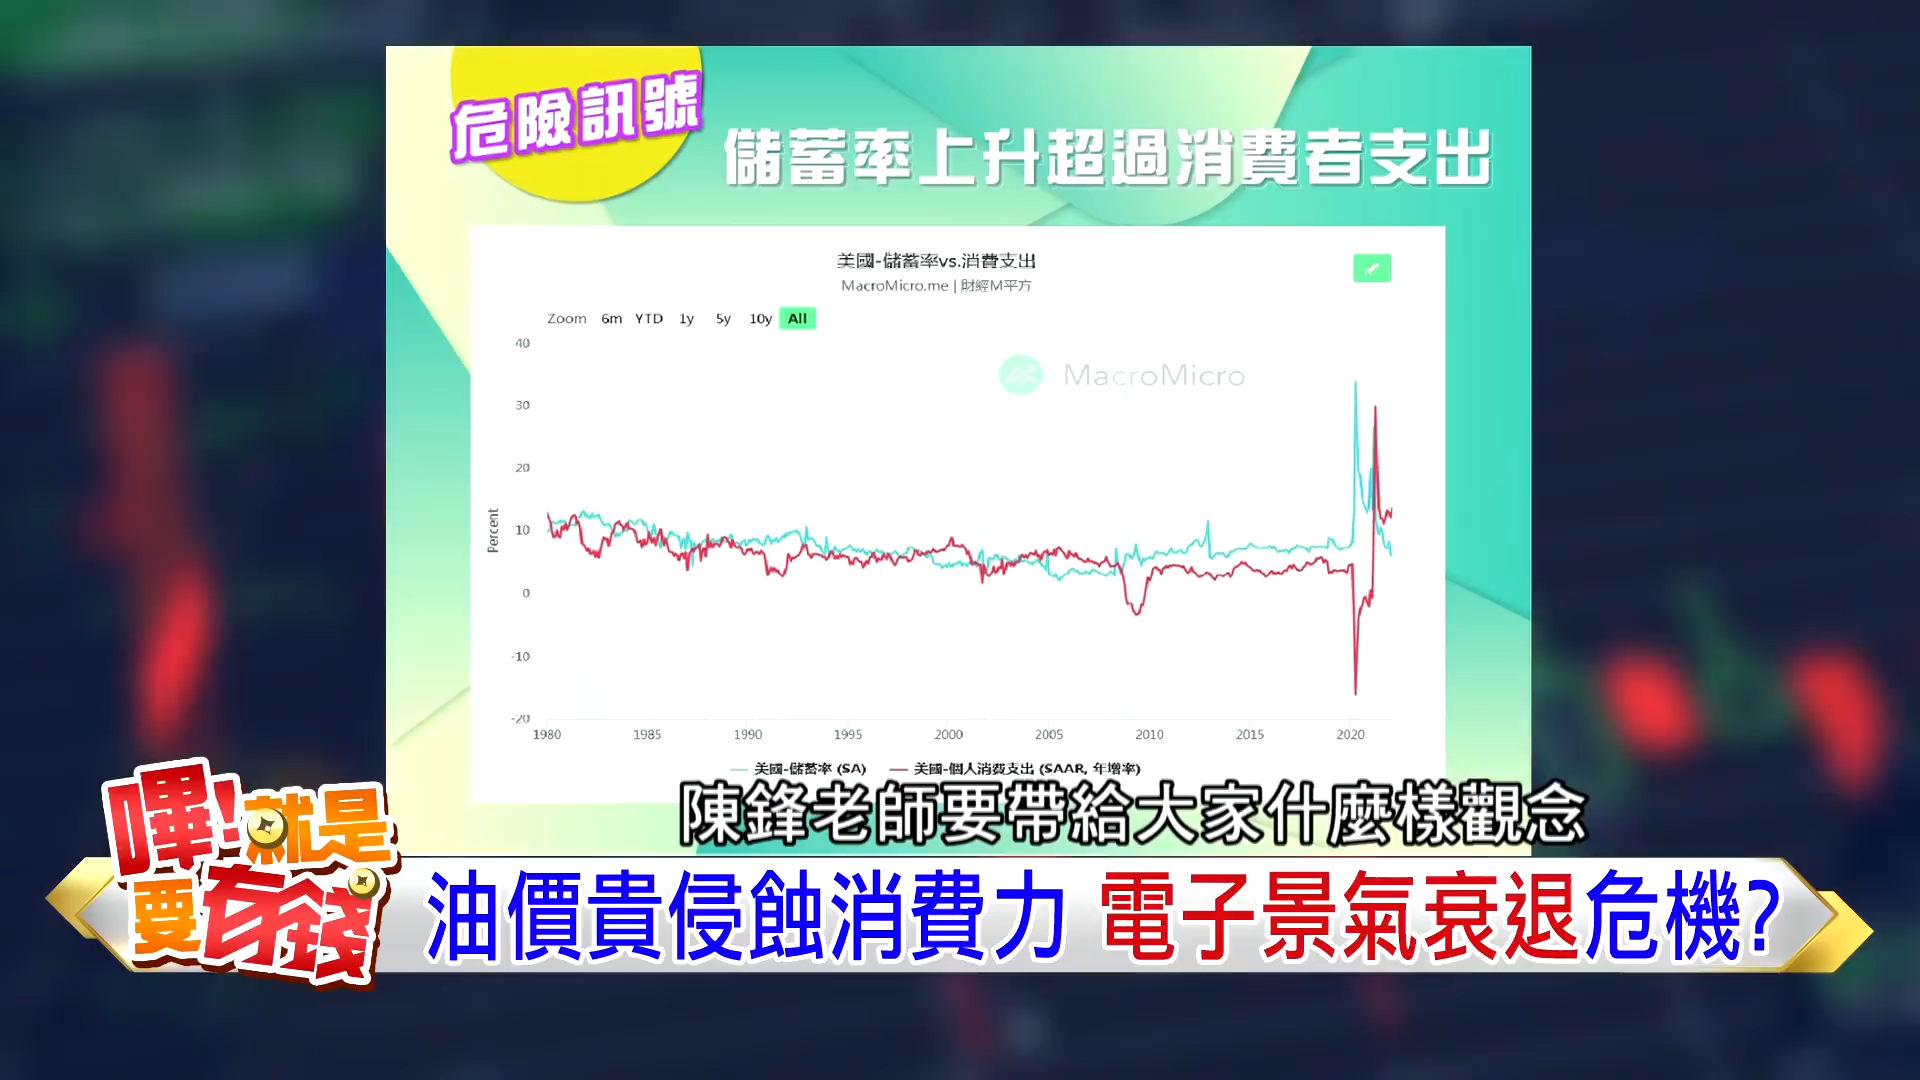 危險訊號
儲蓄率上升超過消費者支出
美國-儲蓄率vs.消費支出
MacroMicro.me | 財經M平方
Zoom 6m YTD 1y 5y 10y All
MacroMicro
Percent
40
30
20
10
0
-10
-20
1980 1985 1990 1995 2000 2005 2010 2015 2020
美國-儲蓄率 (SA) 美國-個人消費支出 (SAAR, 年增率)
陳鋒老師要帶給大家什麼樣觀念
嗶!就是
要有錢
油價貴侵蝕消費力 電子景氣衰退危機?